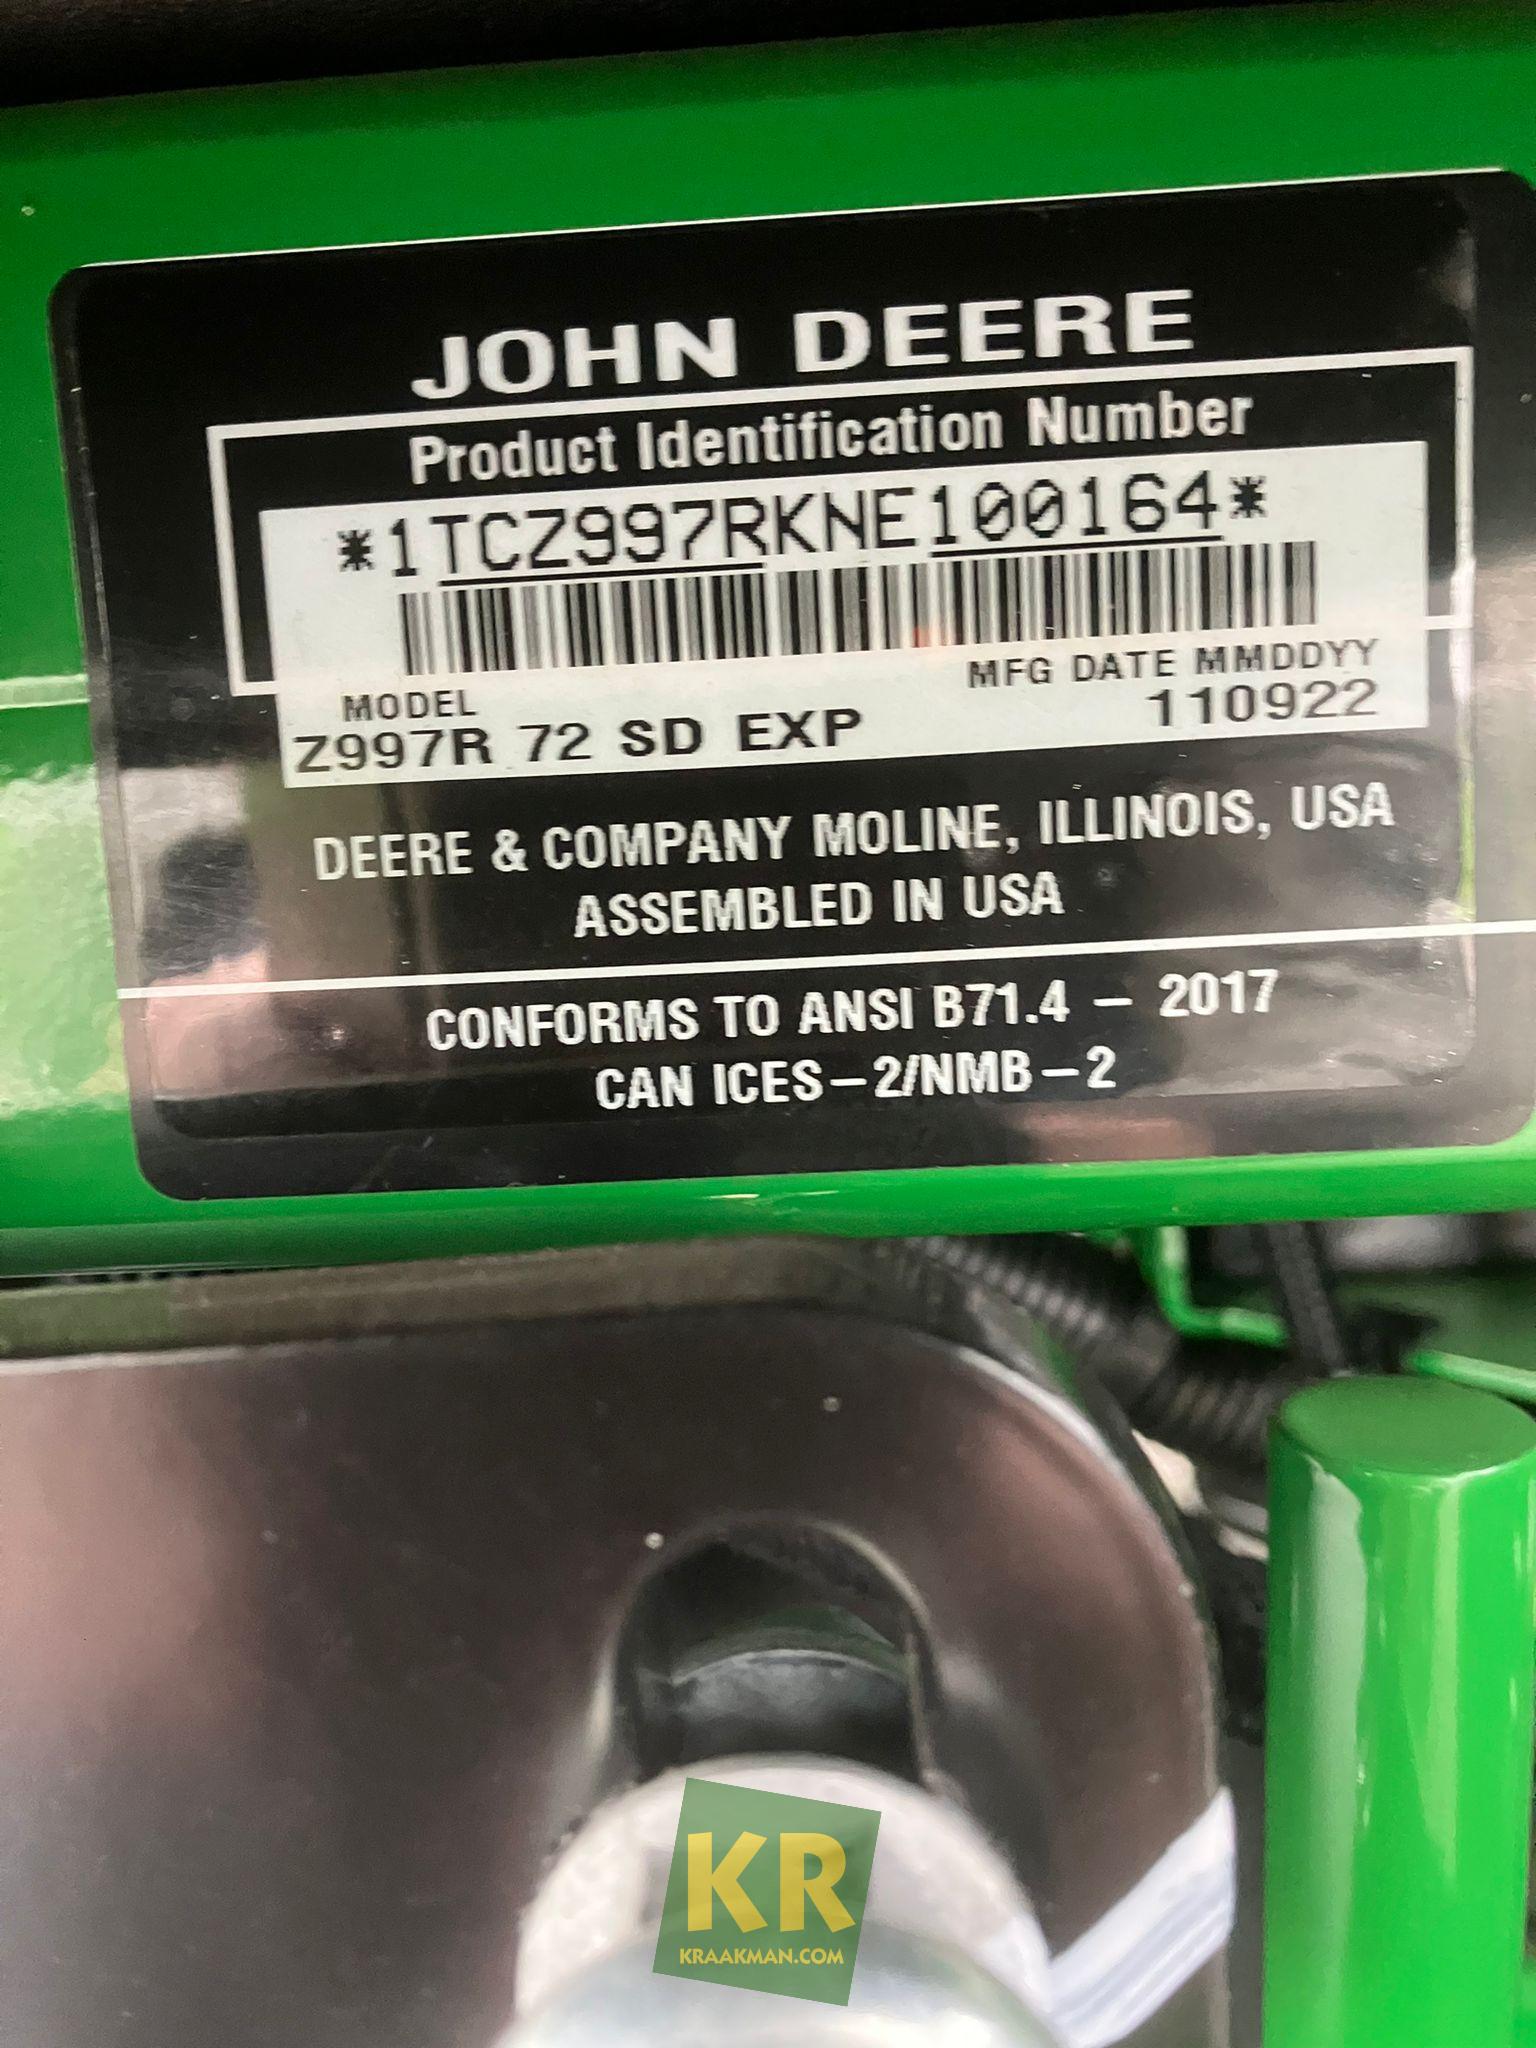 JOHN DEERE
Product Identification Number
*1TCZ997RKNE100164*
MODEL
MFG DATE MMDDYY
Z997R 72 SD EXP
110922
DEERE & COMPANY MOLINE, ILLINOIS, USA
ASSEMBLED IN USA
CONFORMS TO ANSI B71.4 – 2017
CAN ICES–2/NMB–2
KR
KRAAKMAN.COM